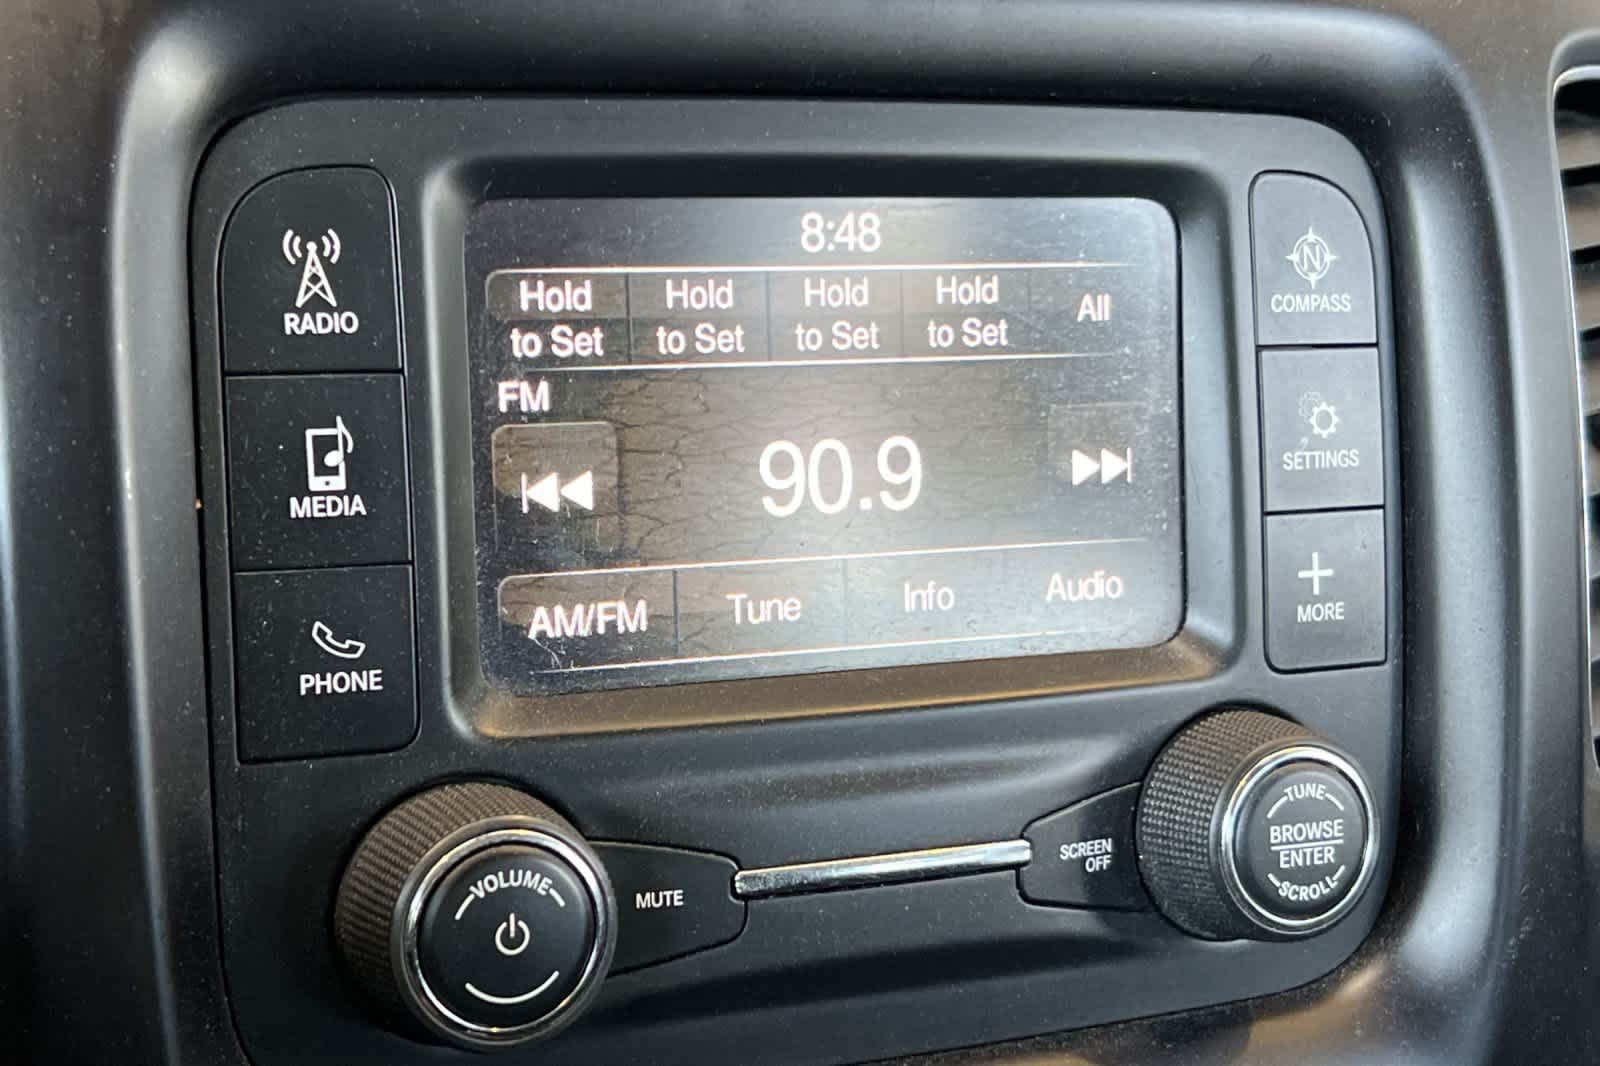 8:48
Hold to Set
Hold to Set
Hold to Set
Hold to Set
All
FM
90.9
AM/FM
Tune
Info
Audio
RADIO
MEDIA
PHONE
N
COMPASS
SETTINGS
MORE
VOLUME
MUTE
SCREEN
OFF
TUNE
BROWSE
ENTER
SCROLL